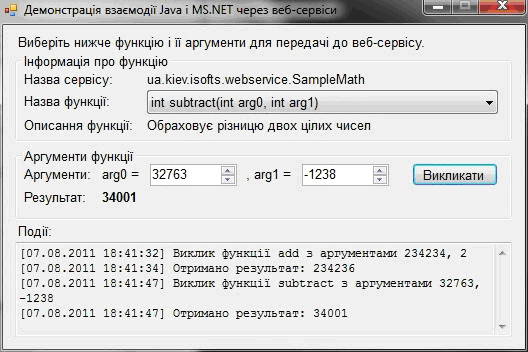 Демонстрація взаємодії Java і MS.NET через веб-сервіси
Виберіть нижче функцію і її аргументи для передачі до веб-сервісу.
Інформація про функцію
Назва сервісу: ua.kiev.isofts.webservice.SampleMath
Назва функції: int subtract(int arg0, int arg1)
Описання функції: Обраховує різницю двох цілих чисел
Аргументи функції
Аргументи: arg0 = 32763 , arg1 = -1238 Викликати
Результат: 34001
Події:
[07.08.2011 18:41:32] Виклик функції add з аргументами 234234, 2
[07.08.2011 18:41:34] Отримано результат: 234236
[07.08.2011 18:41:47] Виклик функції subtract з аргументами 32763,
-1238
[07.08.2011 18:41:47] Отримано результат: 34001